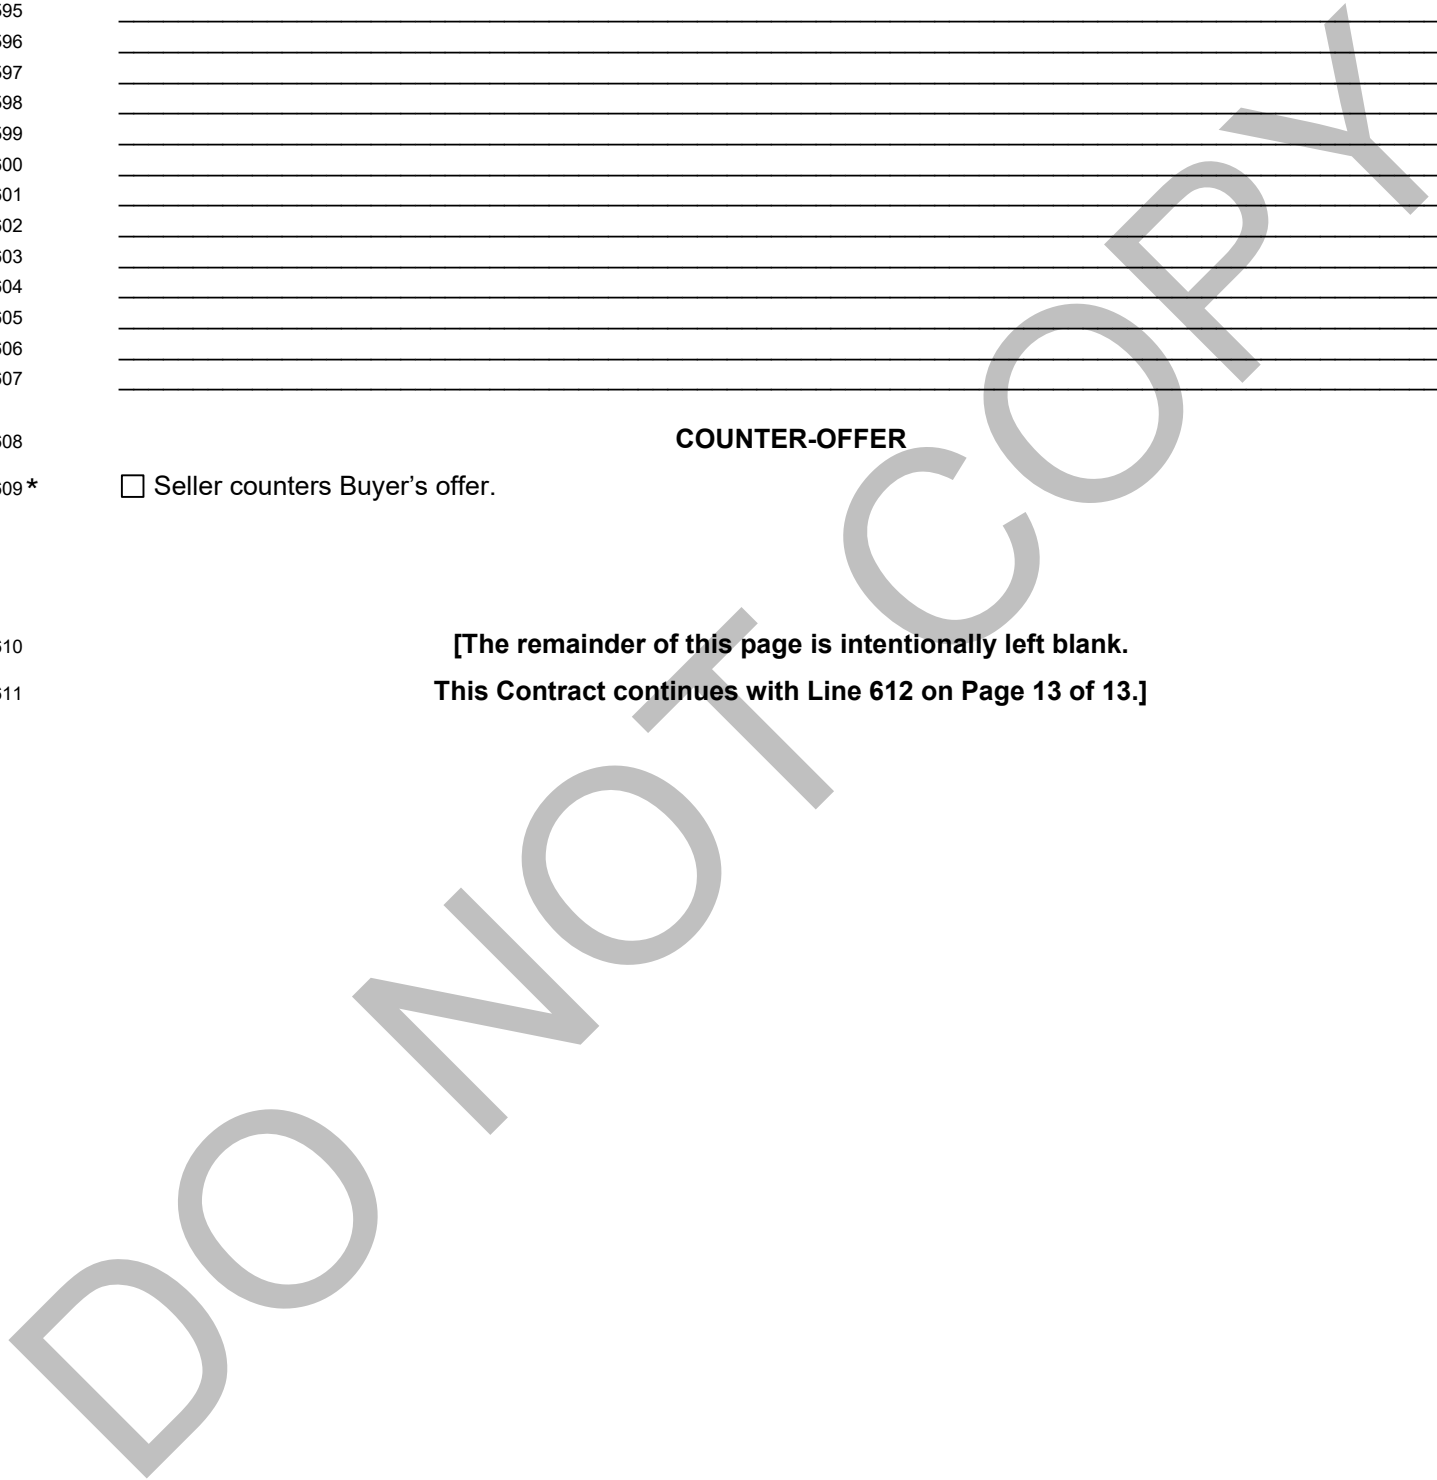 595
596
597
598
599
600
601
602
603
604
605
606
607
608 COUNTER-OFFER
609* ☐ Seller counters Buyer’s offer.
610 [The remainder of this page is intentionally left blank.
611 This Contract continues with Line 612 on Page 13 of 13.]
DO NOT COPY